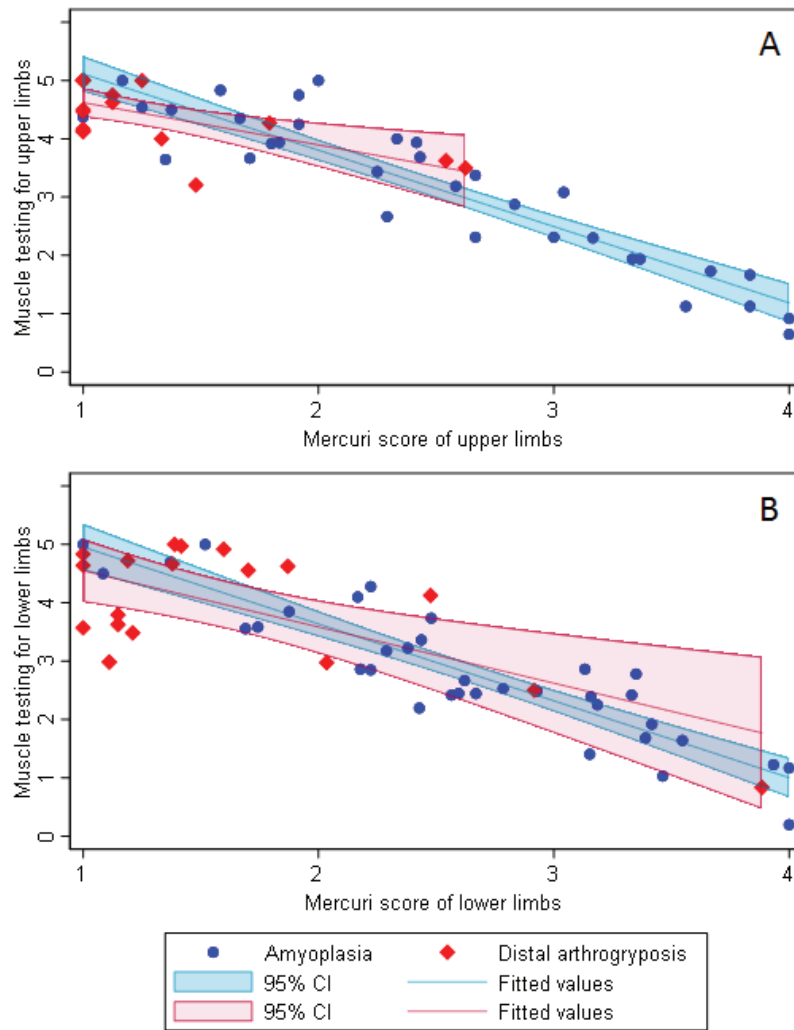 A
Muscle testing for upper limbs
5
4
3
2
1
0
1 2 3 4
Mercuri score of upper limbs
B
Muscle testing for lower limbs
5
4
3
2
1
0
1 2 3 4
Mercuri score of lower limbs
Amyoplasia Distal arthrogryposis
95% CI Fitted values
95% CI Fitted values